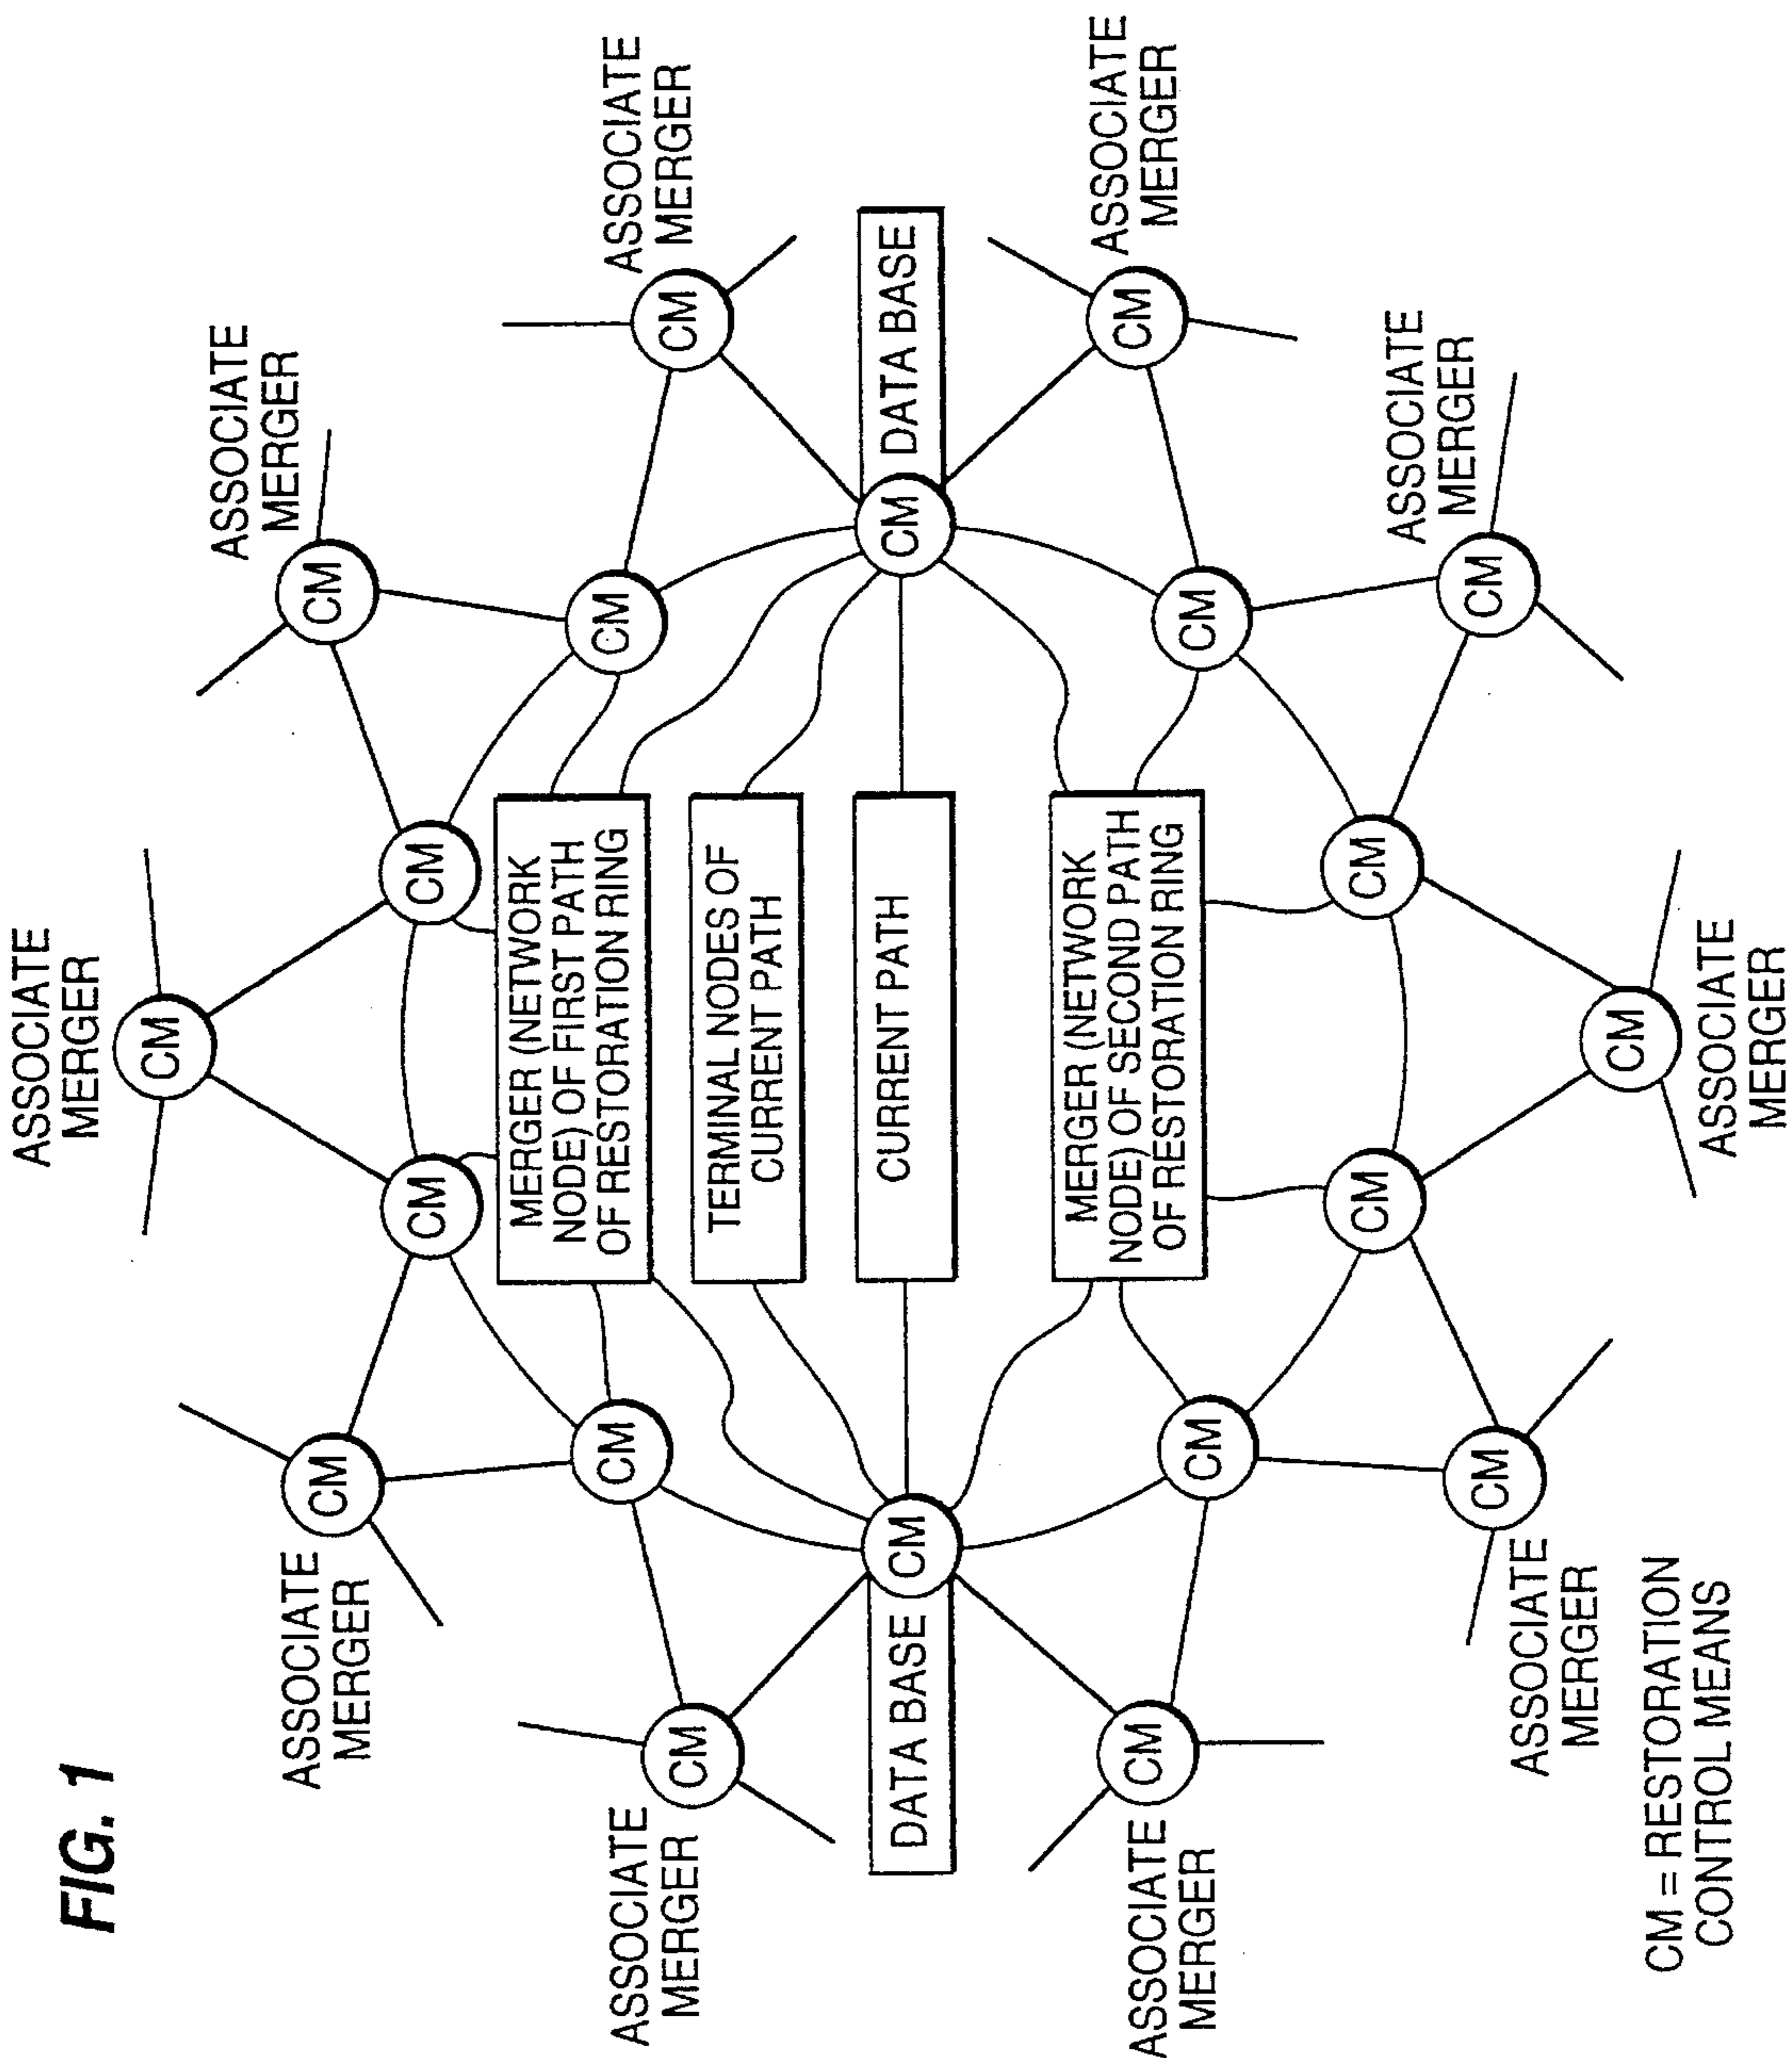 FIG. 1
ASSOCIATE
MERGER
CM
ASSOCIATE
MERGER
CM
ASSOCIATE
MERGER
CM
CM
CM
ASSOCIATE
MERGER
CM
CM
CM
ASSOCIATE
MERGER
CM
MERGER (NETWORK
NODE) OF FIRST PATH
OF RESTORATION RING
TERMINAL NODES OF
CURRENT PATH
DATA BASE
CM
CURRENT PATH
CM
DATA BASE
MERGER (NETWORK
NODE) OF SECOND PATH
OF RESTORATION RING
CM
ASSOCIATE
MERGER
CM
CM
CM
ASSOCIATE
MERGER
CM
CM
CM
ASSOCIATE
MERGER
CM
ASSOCIATE
MERGER
CM
ASSOCIATE
MERGER
CM = RESTORATION
CONTROL MEANS